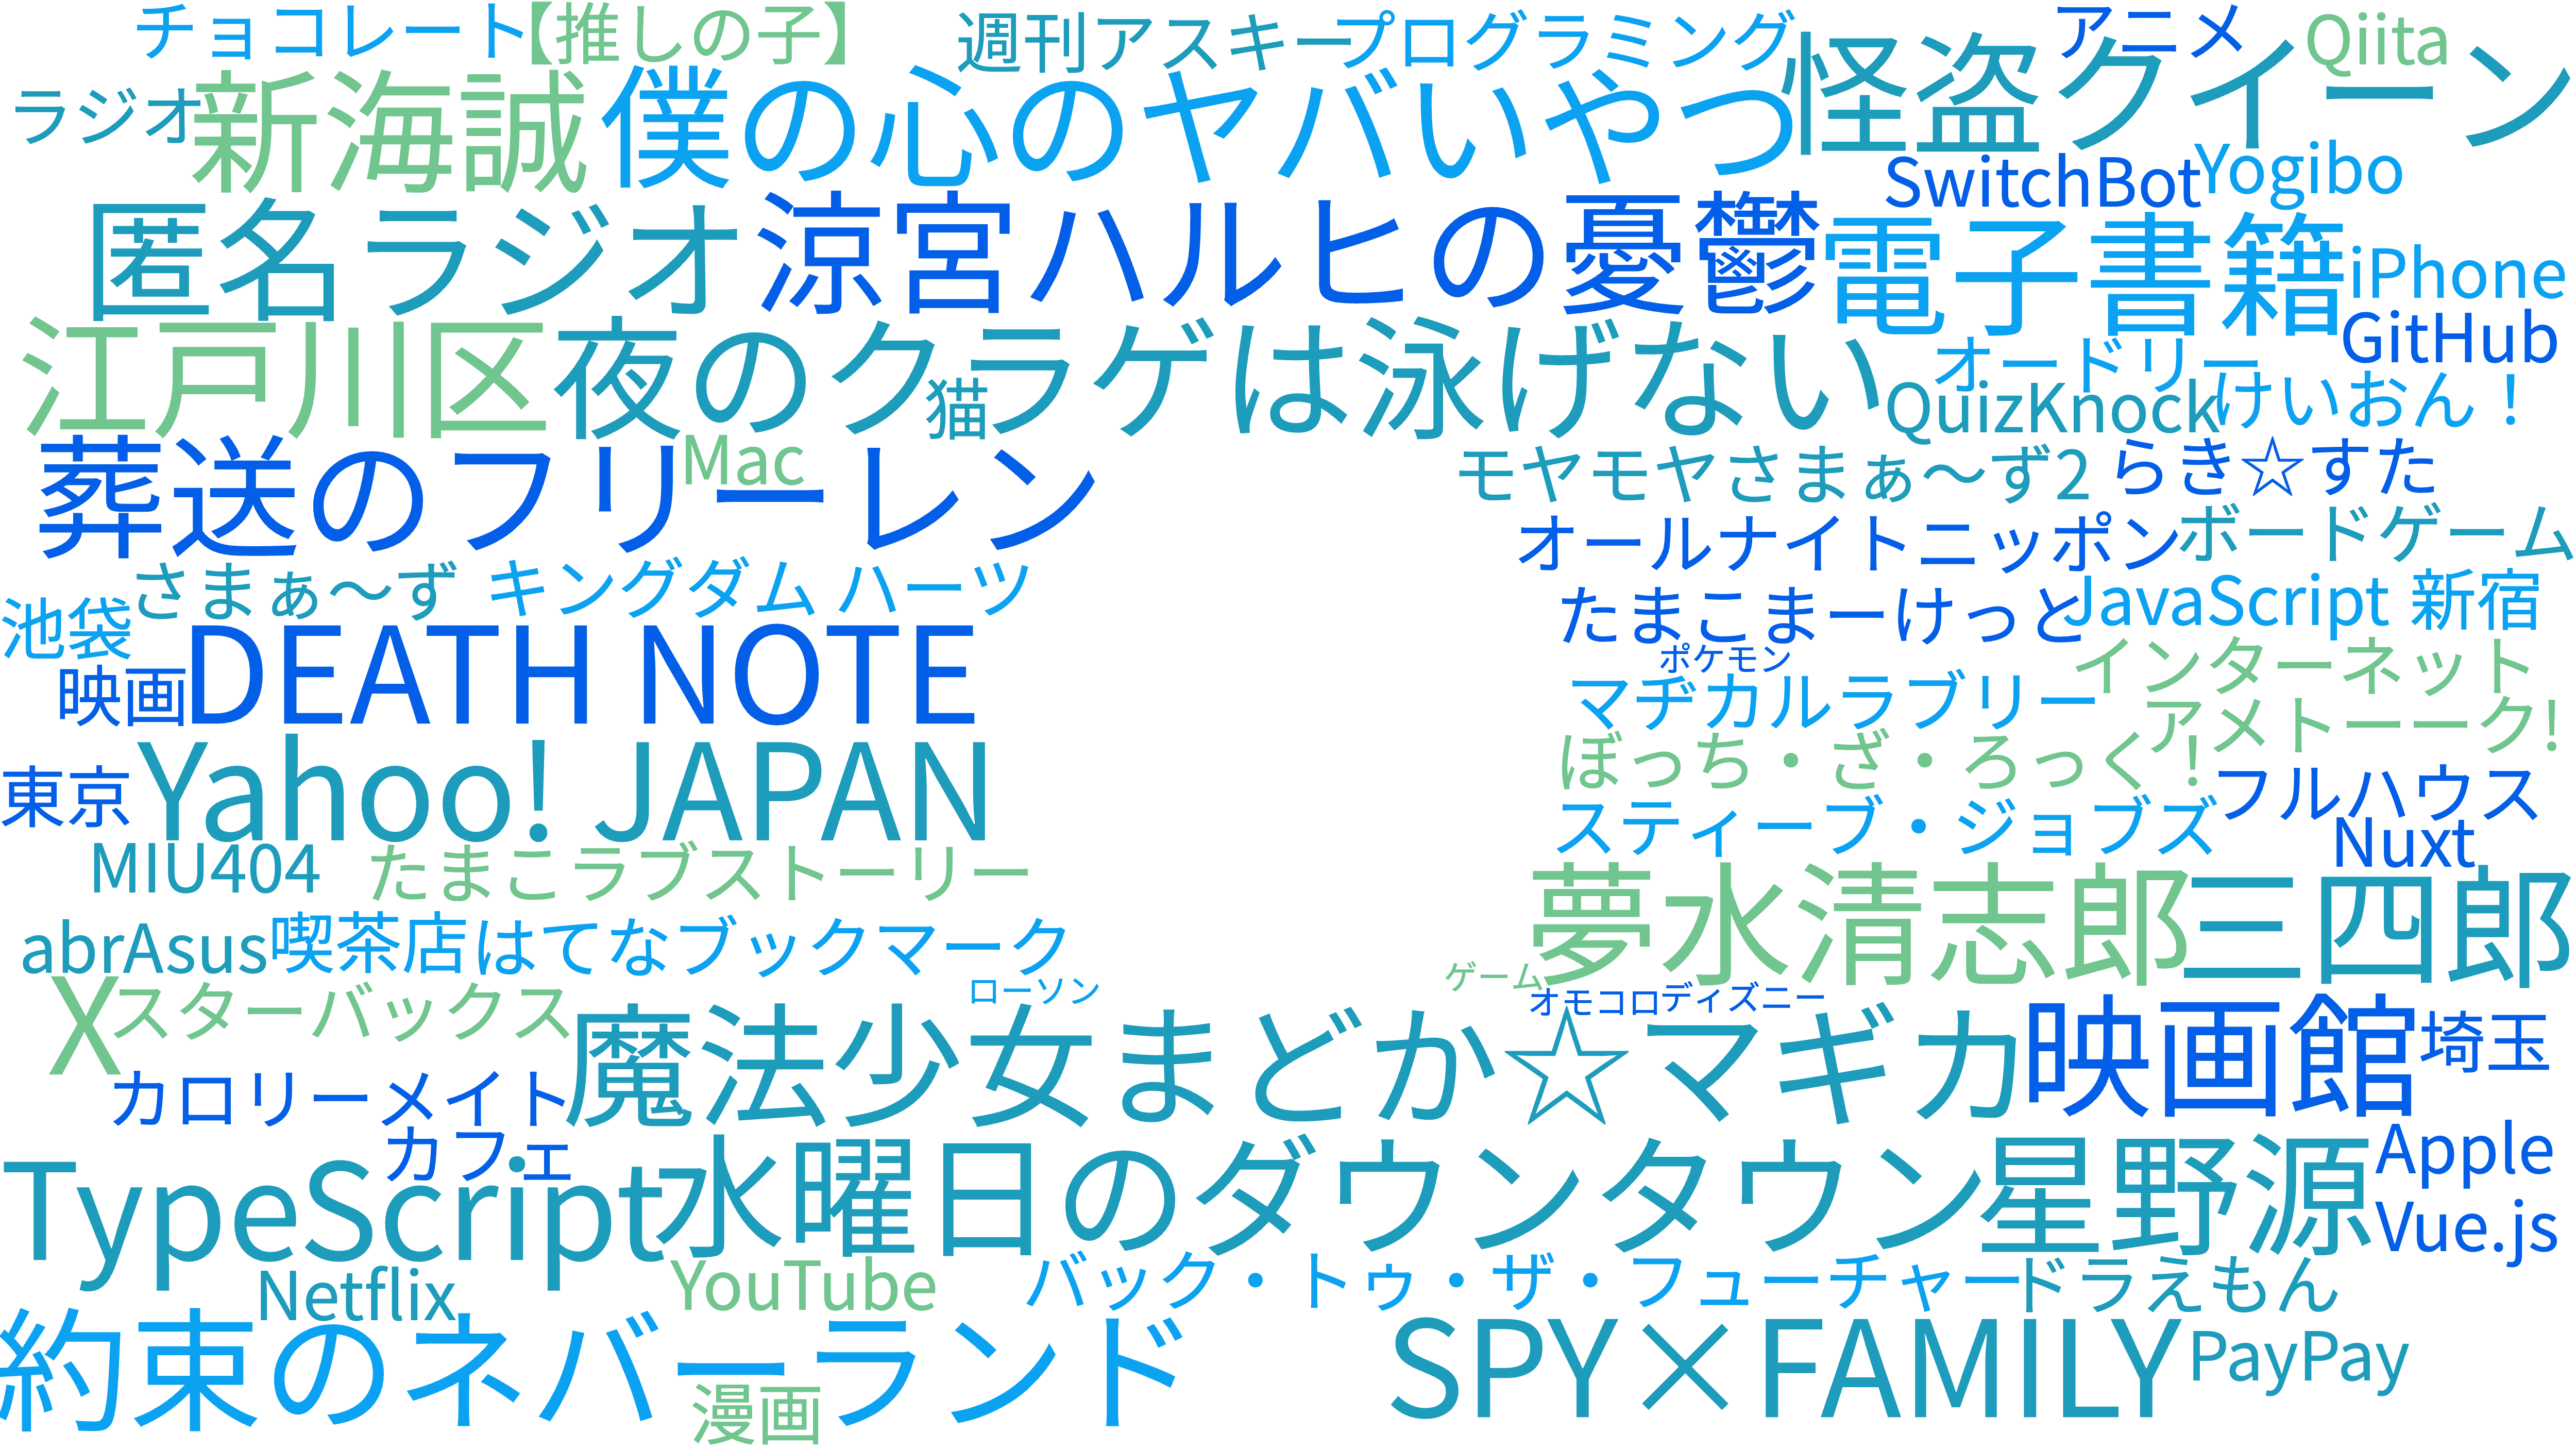 チョコレート
【推しの子】
週刊アスキー
プログラミング
アニメ
Qiita
ラジオ
新海誠
僕の心のヤバいやつ
怪盗クイーン
SwitchBot
Yogibo
匿名ラジオ
涼宮ハルヒの憂鬱
電子書籍
iPhone
GitHub
江戸川区
夜のクラゲは泳げない
猫
オードリー
QuizKnock
けいおん！
葬送のフリーレン
Mac
モヤモヤさまぁ〜ず2
らき☆すた
オールナイトニッポン
ボードゲーム
さまぁ〜ず
キングダム ハーツ
池袋
たまこまーけっと
JavaScript
新宿
DEATH NOTE
映画
ポケモン
インターネット
マヂカルラブリー
アメトーーク!
東京
Yahoo! JAPAN
ぼっち・ざ・ろっく！
フルハウス
スティーブ・ジョブズ
Nuxt
MIU404
たまこラブストーリー
夢水清志郎
三四郎
abrAsus
喫茶店
はてなブックマーク
ローソン
ゲーム
オモコロ
ディズニー
X
スターバックス
魔法少女まどか☆マギカ
映画館
埼玉
カロリーメイト
カフェ
TypeScript
水曜日のダウンタウン
星野源
Apple
Vue.js
Netflix
YouTube
バック・トゥ・ザ・フューチャー
ドラえもん
約束のネバーランド
漫画
SPY×FAMILY
PayPay